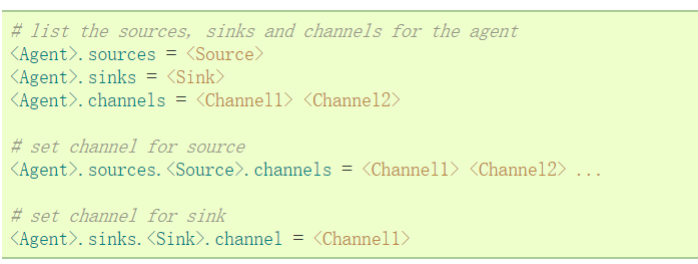 # list the sources, sinks and channels for the agent
<Agent>.sources = <Source>
<Agent>.sinks = <Sink>
<Agent>.channels = <Channel1> <Channel2>
# set channel for source
<Agent>.sources.<Source>.channels = <Channel1> <Channel2> ...
# set channel for sink
<Agent>.sinks.<Sink>.channel = <Channel1>